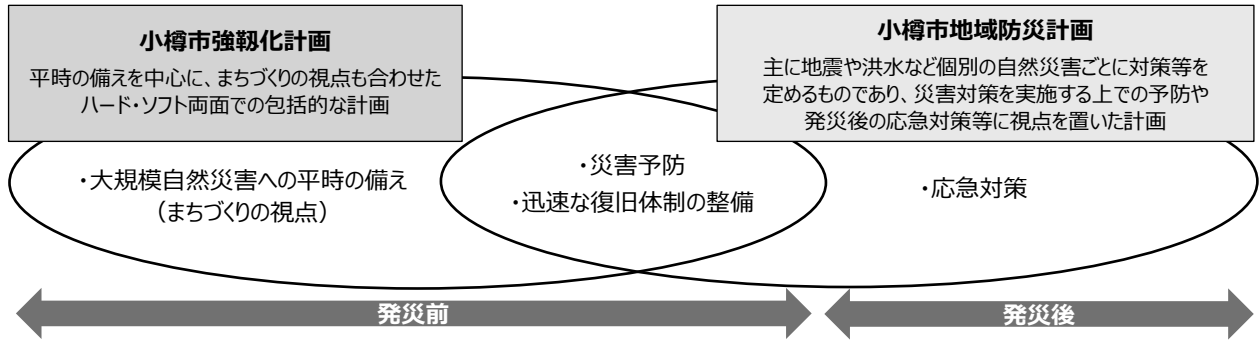 小樽市強靱化計画
平時の備えを中心に、まちづくりの視点も合わせた
ハード・ソフト両面での包括的な計画
小樽市地域防災計画
主に地震や洪水など個別の自然災害ごとに対策等を
定めるものであり、災害対策を実施する上での予防や
発災後の応急対策等に視点を置いた計画
・大規模自然災害への平時の備え
（まちづくりの視点）
・災害予防
・迅速な復旧体制の整備
・応急対策
発災前
発災後